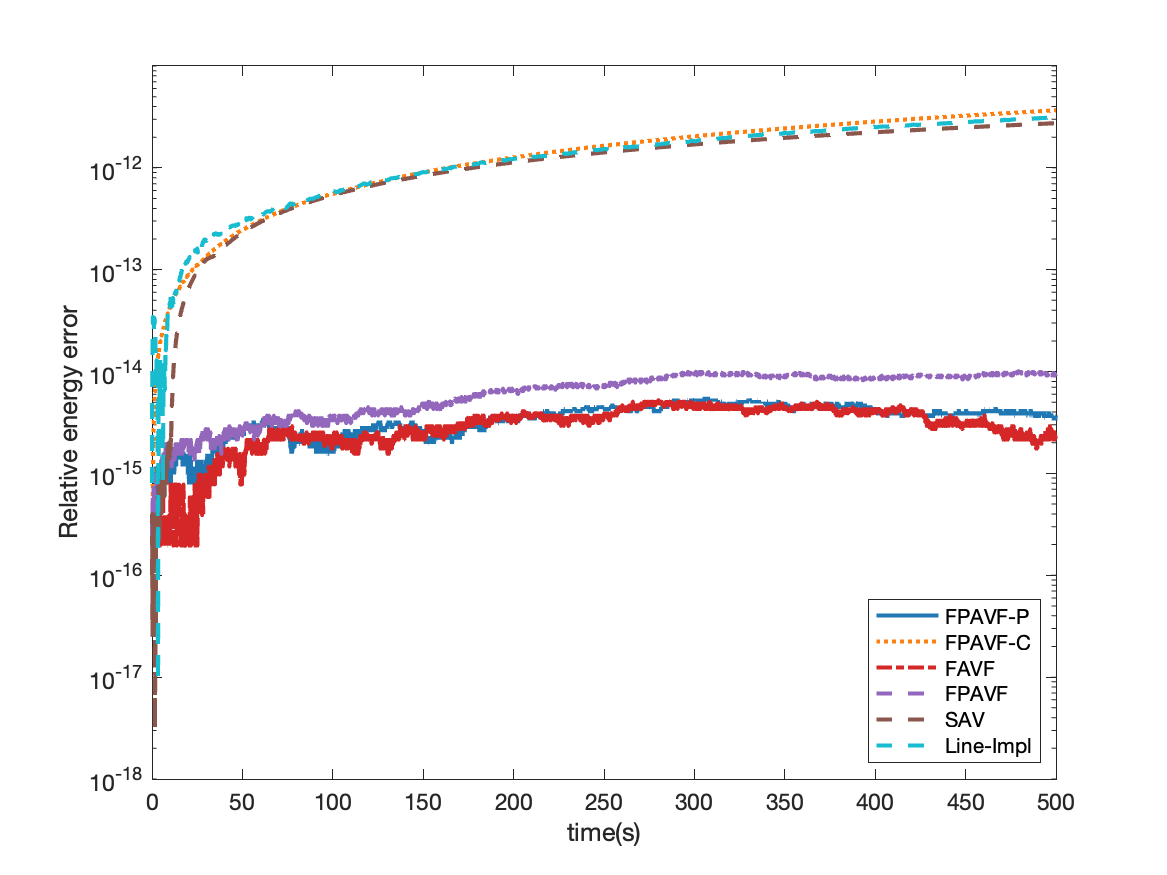 Relative energy error
10^-12
10^-13
10^-14
10^-15
10^-16
10^-17
10^-18
0 50 100 150 200 250 300 350 400 450 500
time(s)
FPAVF-P
FPAVF-C
FAVF
FPAVF
SAV
Line-Impl